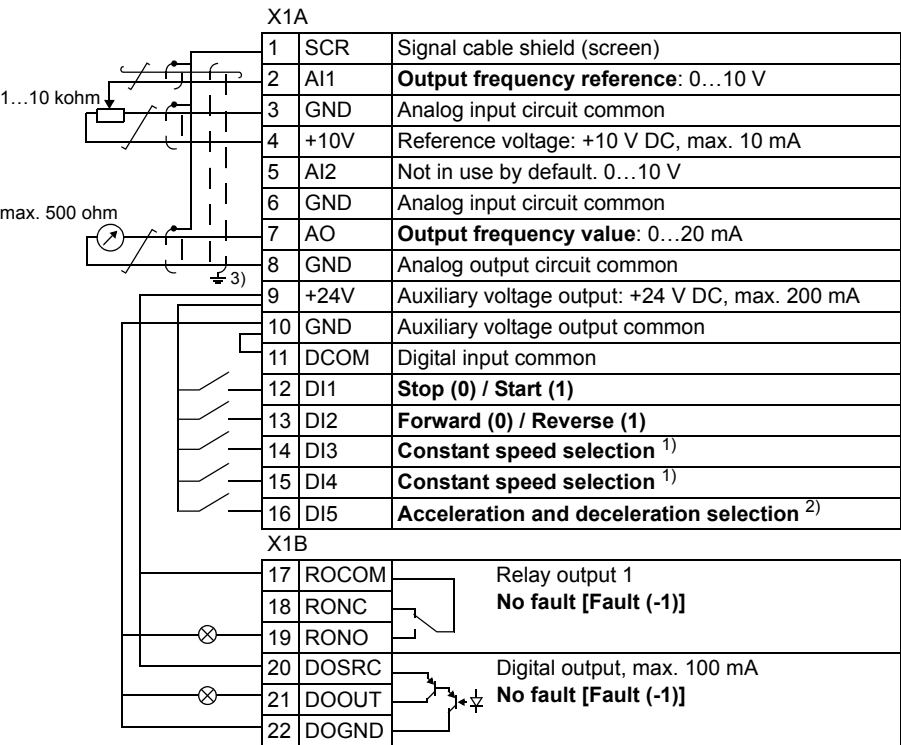 X1A
1 SCR Signal cable shield (screen)
2 AI1 Output frequency reference: 0…10 V
1…10 kohm
3 GND Analog input circuit common
4 +10V Reference voltage: +10 V DC, max. 10 mA
5 AI2 Not in use by default. 0…10 V
6 GND Analog input circuit common
max. 500 ohm
7 AO Output frequency value: 0…20 mA
8 GND Analog output circuit common
3)
9 +24V Auxiliary voltage output: +24 V DC, max. 200 mA
10 GND Auxiliary voltage output common
11 DCOM Digital input common
12 DI1 Stop (0) / Start (1)
13 DI2 Forward (0) / Reverse (1)
14 DI3 Constant speed selection 1)
15 DI4 Constant speed selection 1)
16 DI5 Acceleration and deceleration selection 2)
X1B
17 ROCOM Relay output 1
18 RONC No fault [Fault (-1)]
19 RONO
20 DOSRC Digital output, max. 100 mA
21 DOOUT No fault [Fault (-1)]
22 DOGND